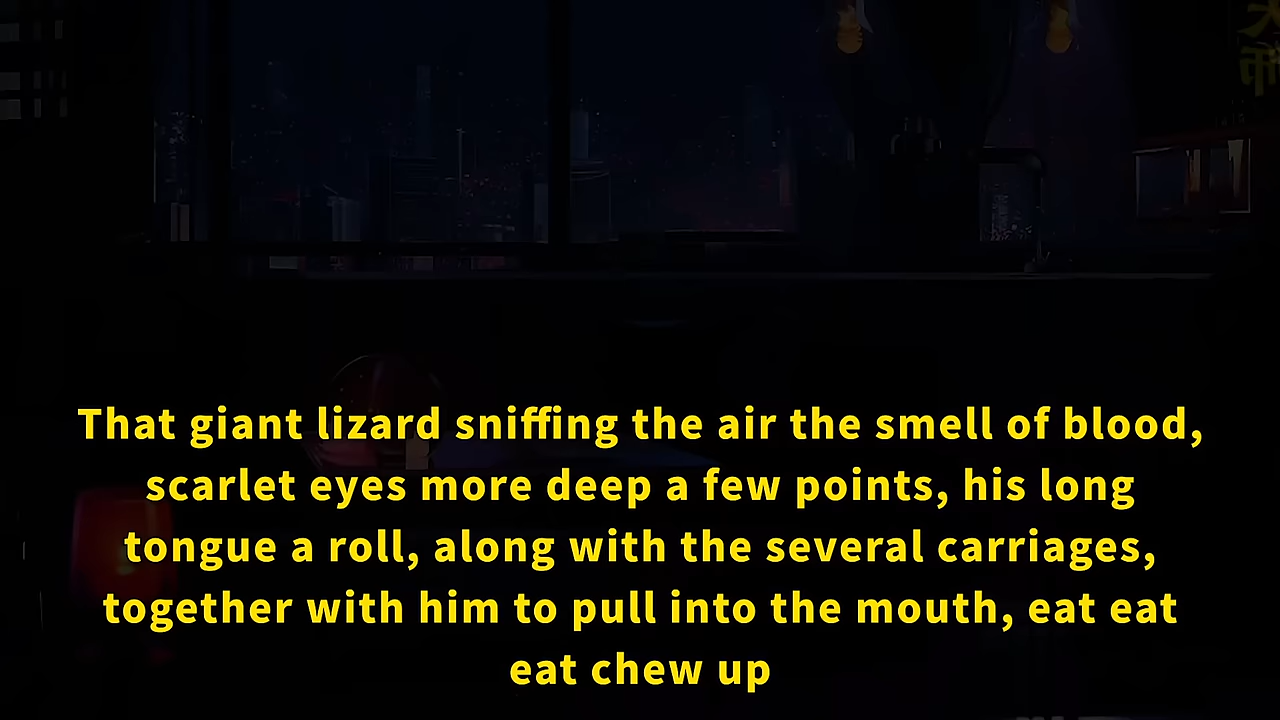 That giant lizard sniffing the air the smell of blood,
scarlet eyes more deep a few points, his long
tongue a roll, along with the several carriages,
together with him to pull into the mouth, eat eat
eat chew up